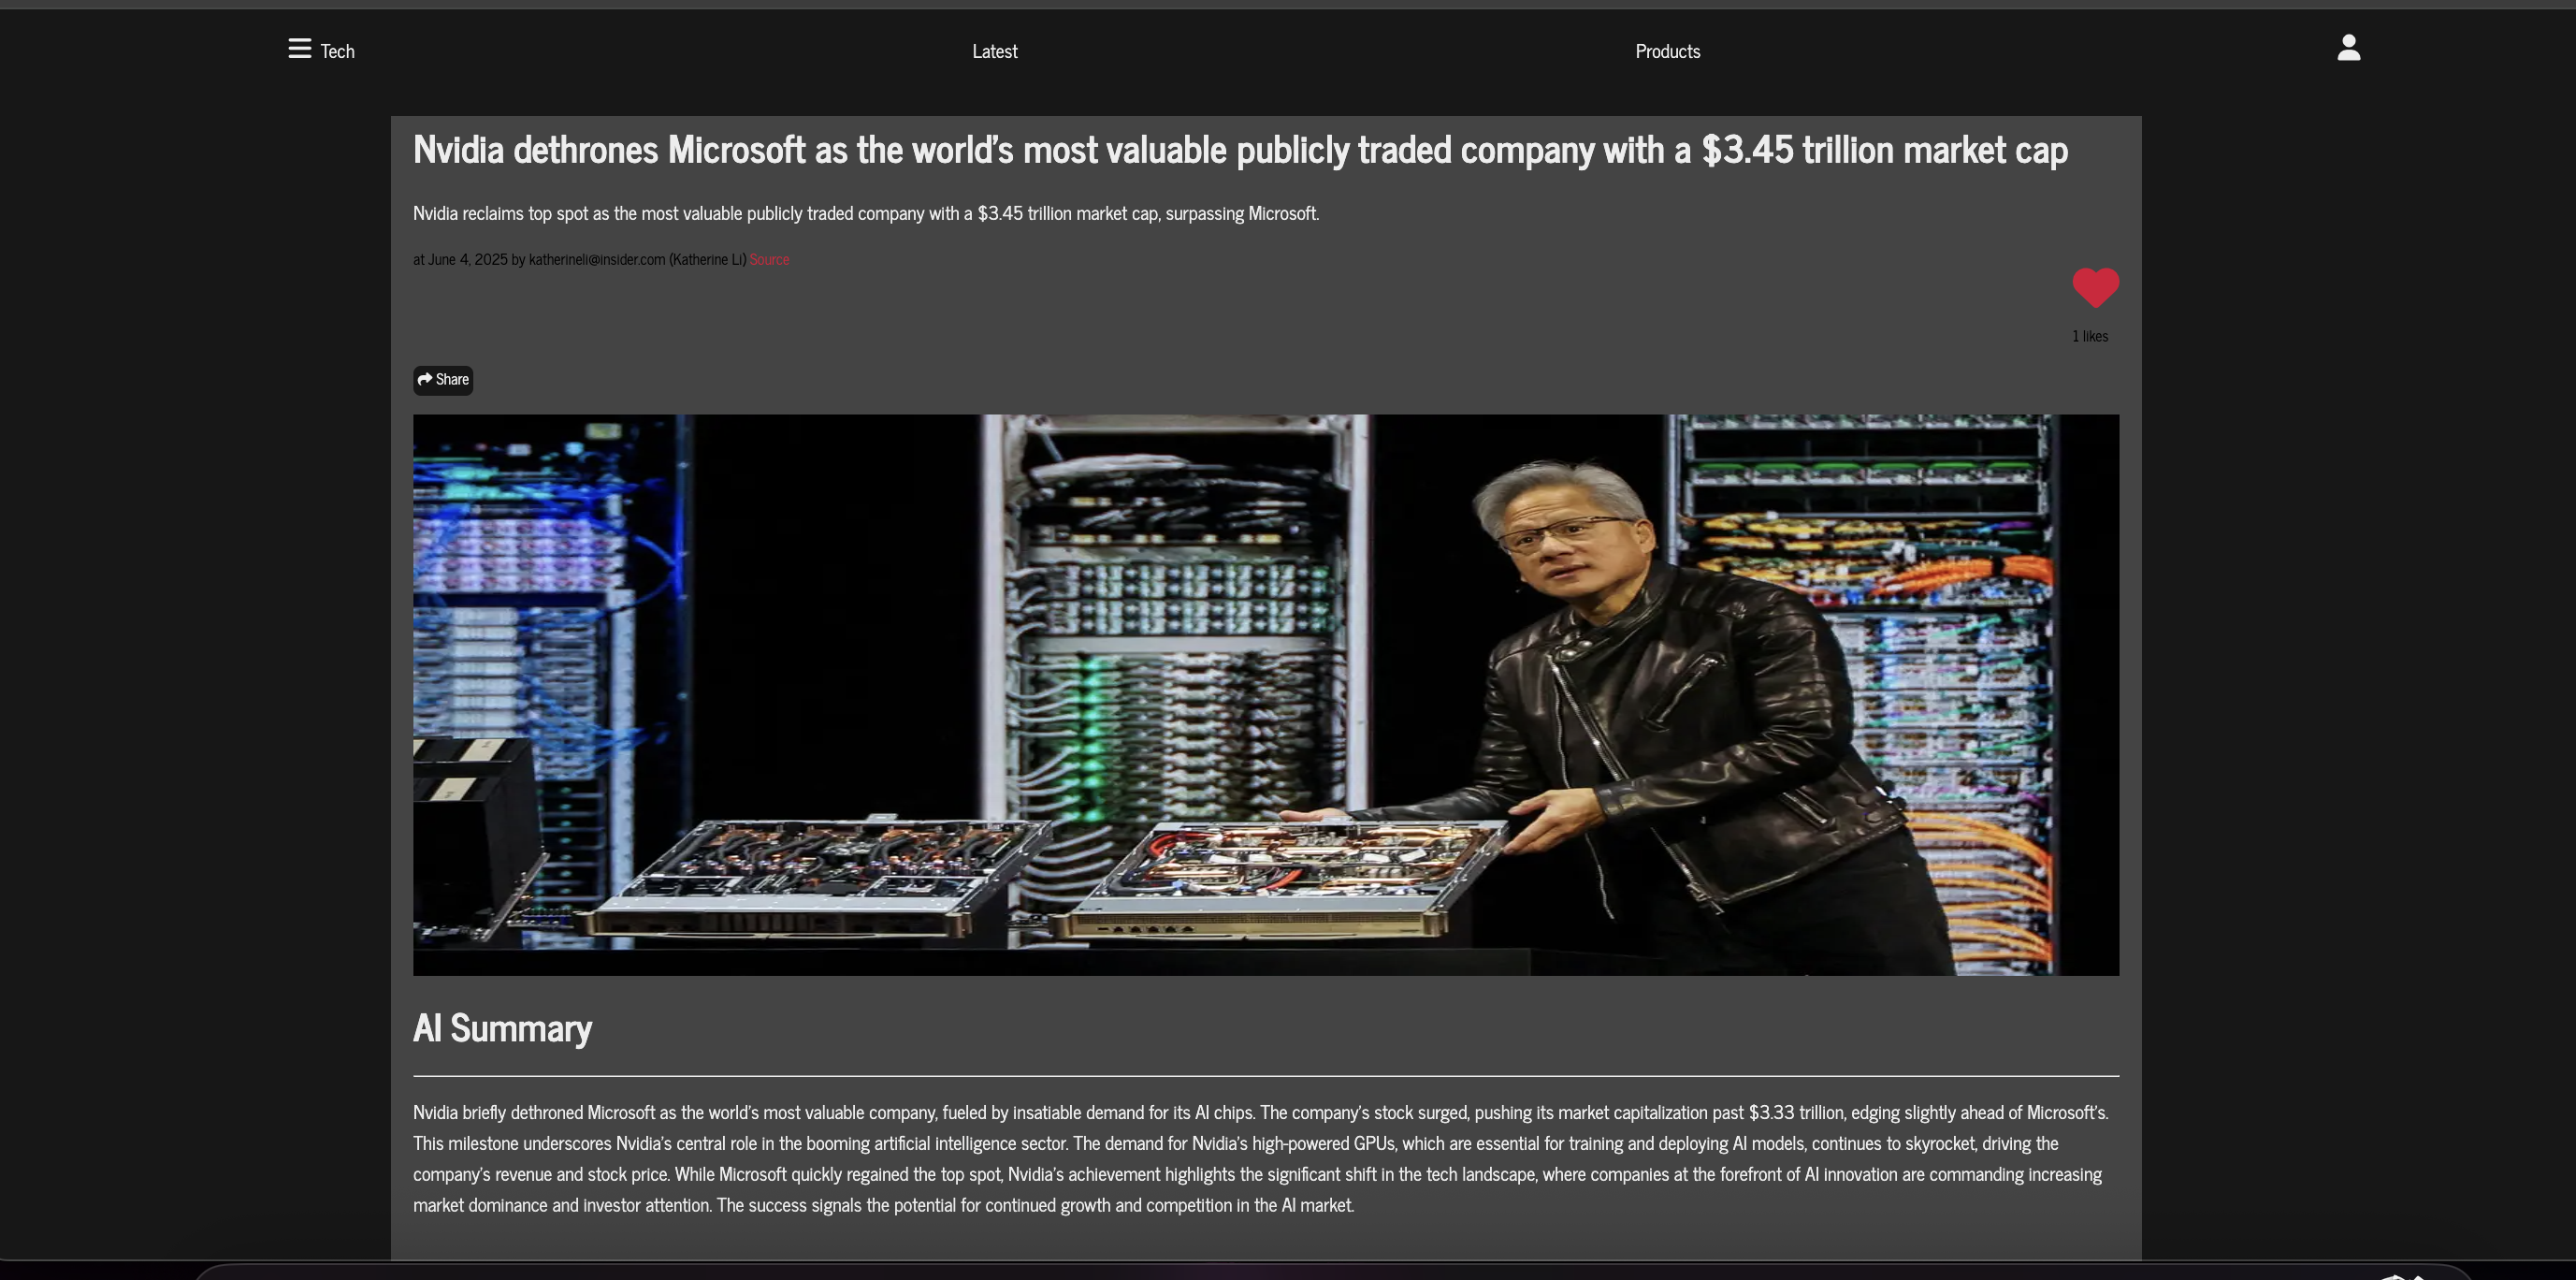 Tech
Latest
Products
Nvidia dethrones Microsoft as the world's most valuable publicly traded company with a $3.45 trillion market cap
Nvidia reclaims top spot as the most valuable publicly traded company with a $3.45 trillion market cap, surpassing Microsoft.
at June 4, 2025 by katherineli@insider.com (Katherine Li) Source
1 likes
Share
AI Summary
Nvidia briefly dethroned Microsoft as the world's most valuable company, fueled by insatiable demand for its AI chips. The company's stock surged, pushing its market capitalization past $3.33 trillion, edging slightly ahead of Microsoft's.
This milestone underscores Nvidia's central role in the booming artificial intelligence sector. The demand for Nvidia's high-powered GPUs, which are essential for training and deploying AI models, continues to skyrocket, driving the
company's revenue and stock price. While Microsoft quickly regained the top spot, Nvidia's achievement highlights the significant shift in the tech landscape, where companies at the forefront of AI innovation are commanding increasing
market dominance and investor attention. The success signals the potential for continued growth and competition in the AI market.